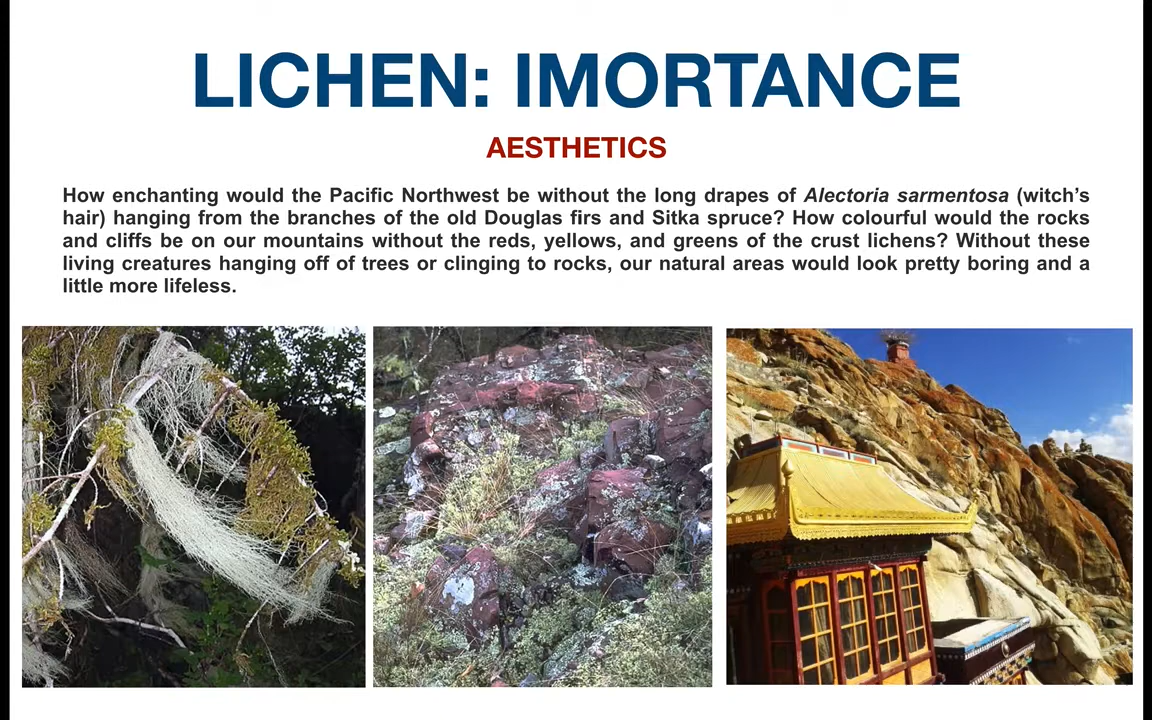 LICHEN: IMORTANCE
AESTHETICS
How enchanting would the Pacific Northwest be without the long drapes of Alectoria sarmentosa (witch’s
hair) hanging from the branches of the old Douglas firs and Sitka spruce? How colourful would the rocks
and cliffs be on our mountains without the reds, yellows, and greens of the crust lichens? Without these
living creatures hanging off of trees or clinging to rocks, our natural areas would look pretty boring and a
little more lifeless.